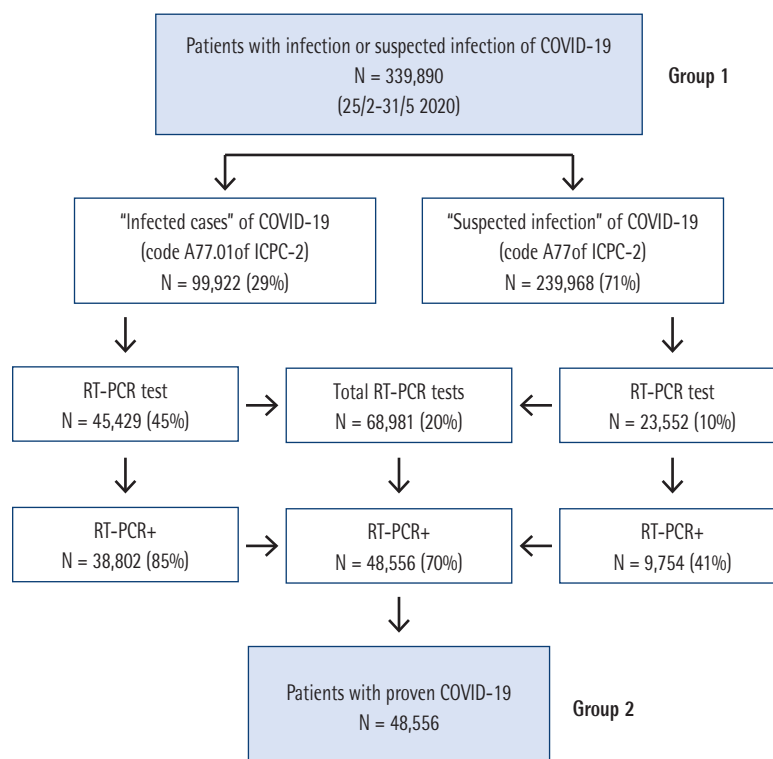 Patients with infection or suspected infection of COVID-19
N = 339,890
(25/2-31/5 2020)
Group 1
“Infected cases” of COVID-19
(code A77.01of ICPC-2)
N = 99,922 (29%)
“Suspected infection” of COVID-19
(code A77of ICPC-2)
N = 239,968 (71%)
RT-PCR test
N = 45,429 (45%)
Total RT-PCR tests
N = 68,981 (20%)
RT-PCR test
N = 23,552 (10%)
RT-PCR+
N = 38,802 (85%)
RT-PCR+
N = 48,556 (70%)
RT-PCR+
N = 9,754 (41%)
Patients with proven COVID-19
N = 48,556
Group 2